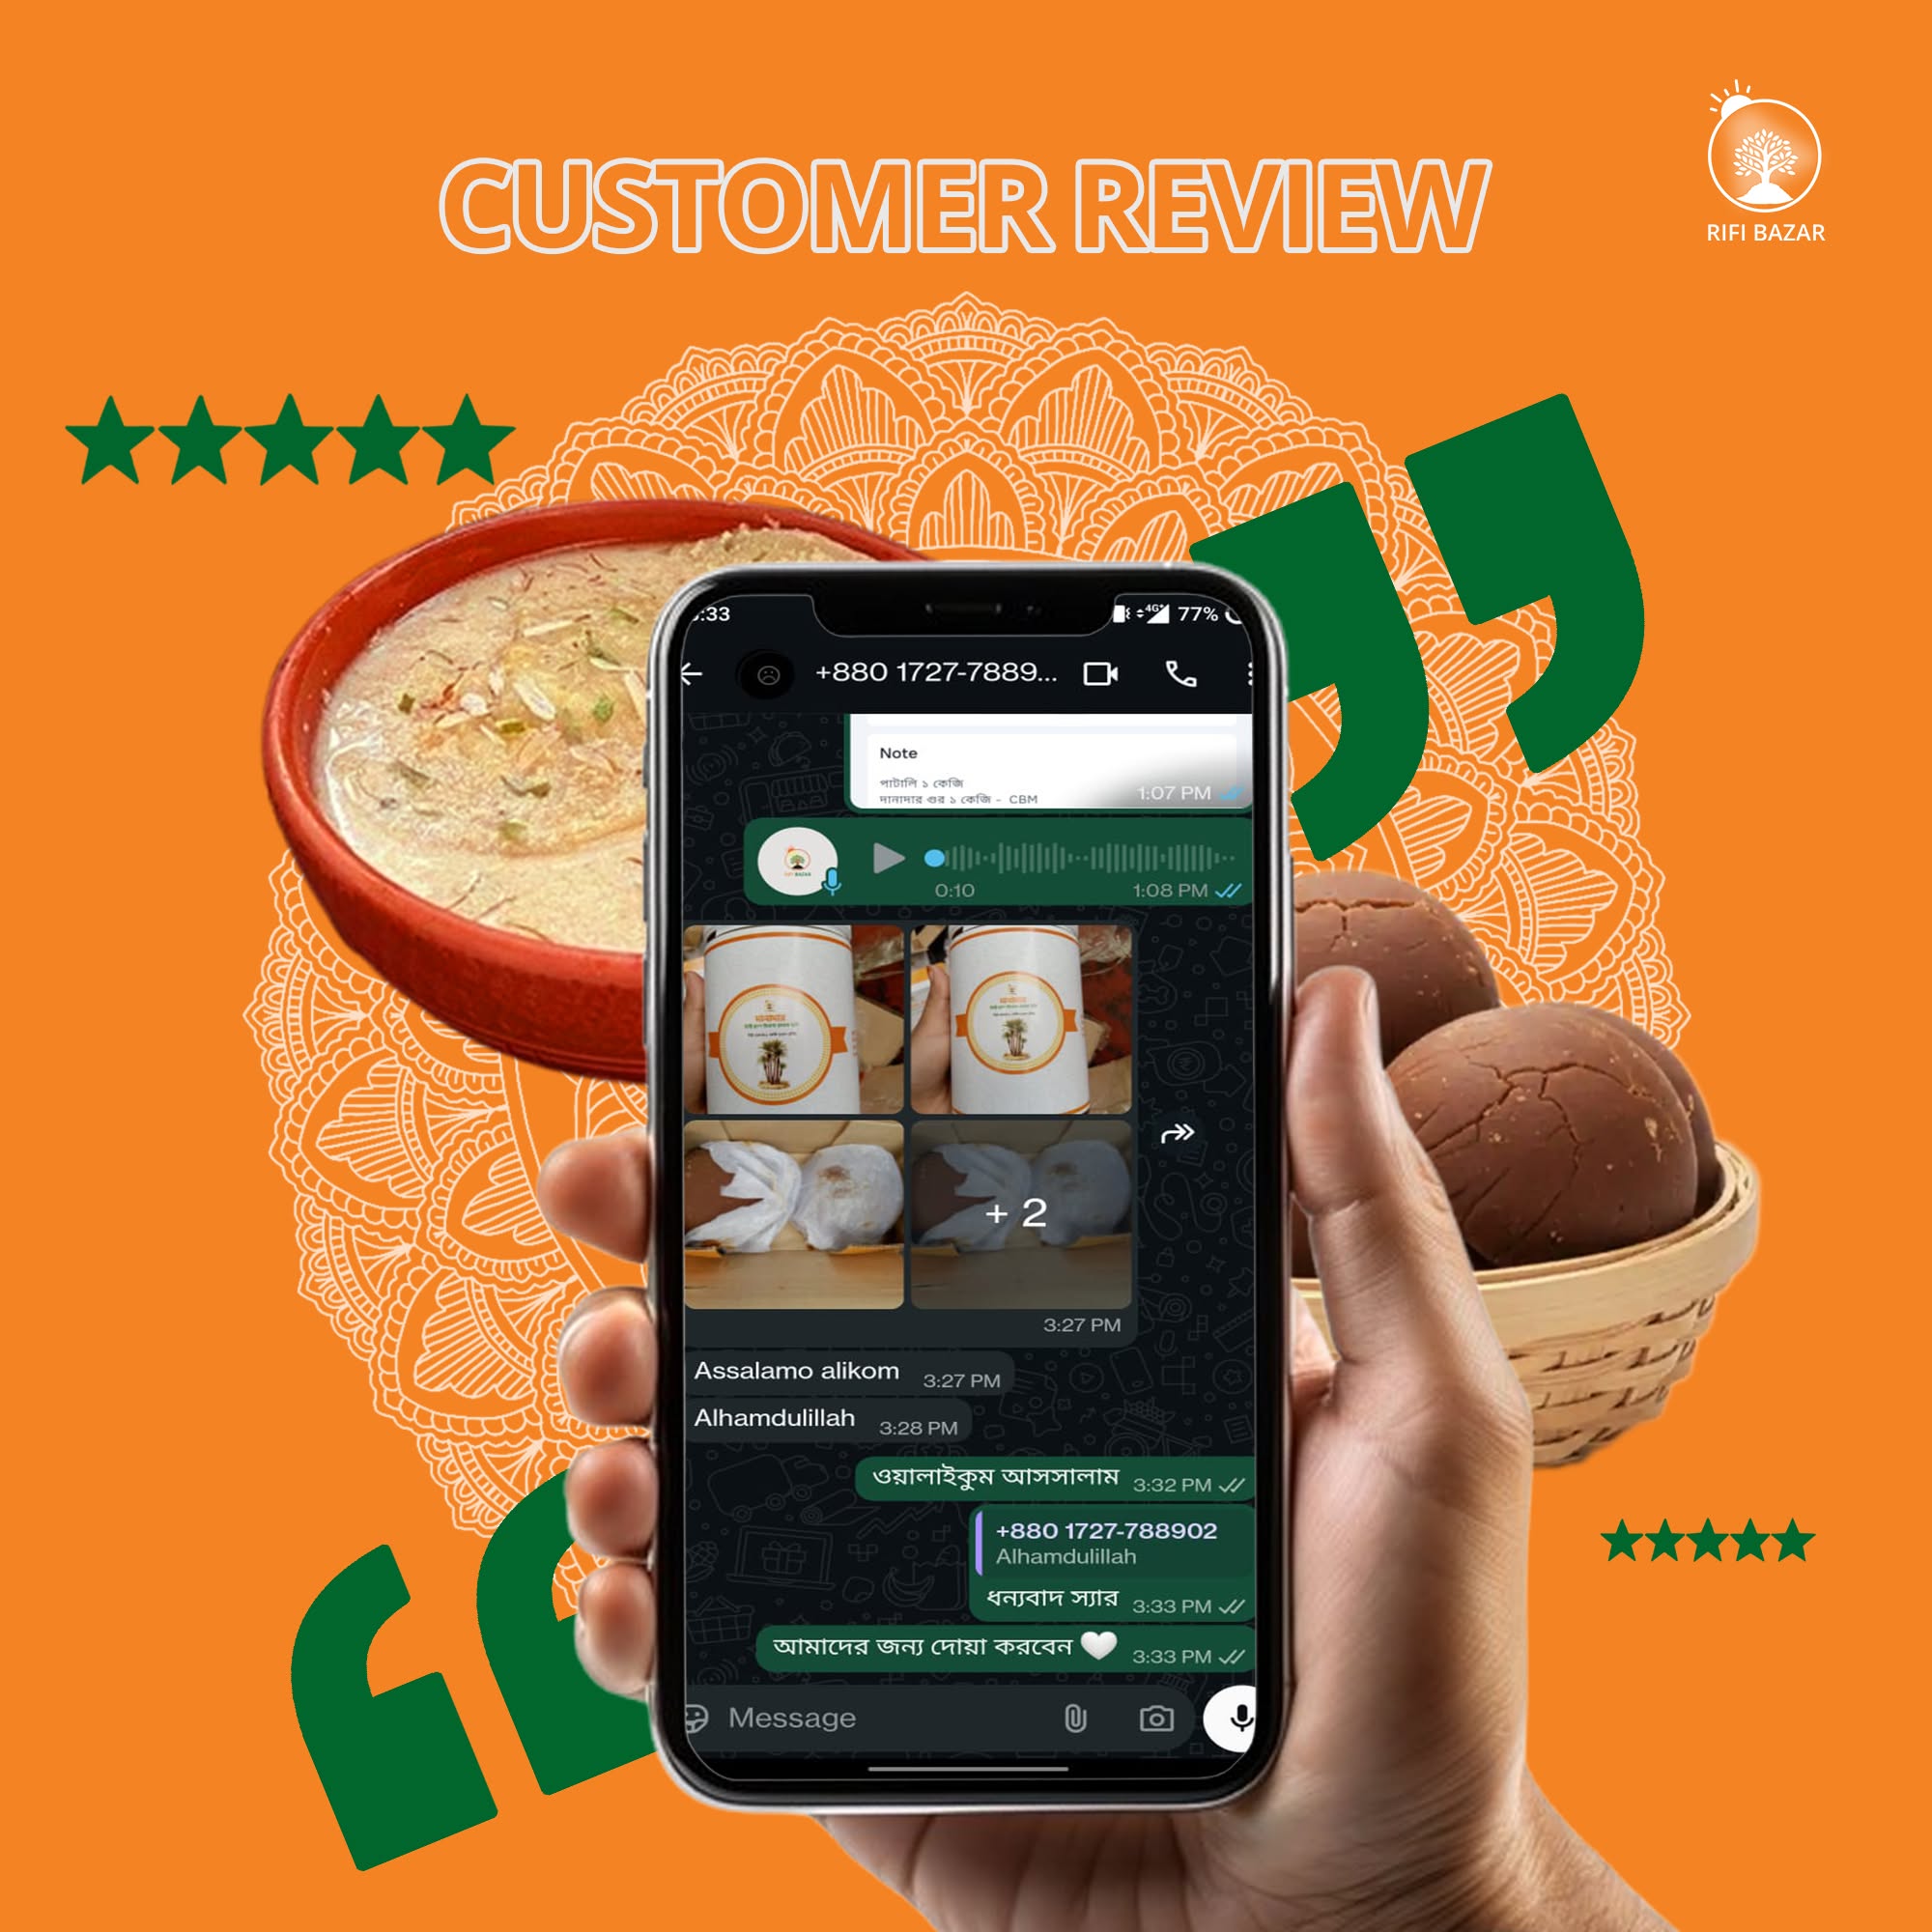 CUSTOMER REVIEW
RIFI BAZAR
:33
4G+
77%
+880 1727-7889...
Note
পাটালি ১ কেজি
দানাদার গুর ১ কেজি - CBM
1:07 PM
0:10
1:08 PM
+ 2
3:27 PM
Assalamo alikom 3:27 PM
Alhamdulillah 3:28 PM
ওয়ালাইকুম আসসালাম 3:32 PM
+880 1727-788902
Alhamdulillah
ধন্যবাদ স্যার 3:33 PM
আমাদের জন্য দোয়া করবেন 🤍 3:33 PM
Message